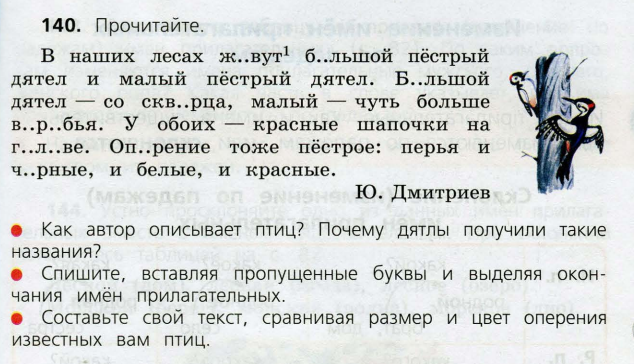 140. Прочитайте.
В наших лесах ж..вут¹ б..льшой пёстрый
дятел и малый пёстрый дятел. Б..льшой
дятел — со скв..рца, малый — чуть больше
в..р..бья. У обоих — красные шапочки на
г..л..ве. Оперение тоже пёстрое: перья и
ч..рные, и белые, и красные.
Ю. Дмитриев
• Как автор описывает птиц? Почему дятлы получили такие
названия?
• Спишите, вставляя пропущенные буквы и выделяя окон-
чания имён прилагательных.
• Составьте свой текст, сравнивая размер и цвет оперения
известных вам птиц.